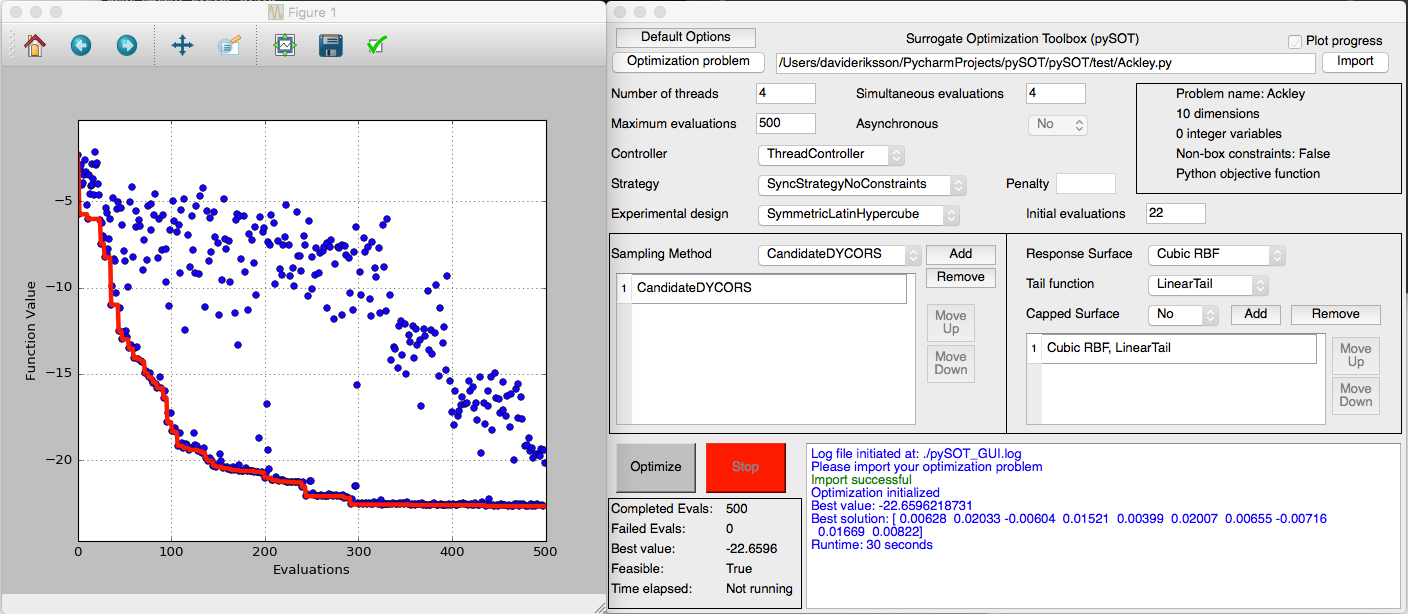 Figure 1
−5
−10
−15
−20
0 100 200 300 400 500
Function Value
Evaluations
Default Options
Surrogate Optimization Toolbox (pySOT)
Plot progress
Optimization problem
/Users/davideriksson/PycharmProjects/pySOT/pySOT/test/Ackley.py
Import
Number of threads 4 Simultaneous evaluations 4
Maximum evaluations 500 Asynchronous No
Controller ThreadController
Strategy SyncStrategyNoConstraints Penalty
Experimental design SymmetricLatinHypercube Initial evaluations 22
Problem name: Ackley
10 dimensions
0 integer variables
Non-box constraints: False
Python objective function
Sampling Method CandidateDYCORS Add
Remove
1 CandidateDYCORS
Move
Up
Move
Down
Response Surface Cubic RBF
Tail function LinearTail
Capped Surface No Add Remove
1 Cubic RBF, LinearTail
Move
Up
Move
Down
Optimize Stop
Completed Evals: 500
Failed Evals: 0
Best value: -22.6596
Feasible: True
Time elapsed: Not running
Log file initiated at: ./pySOT_GUI.log
Please import your optimization problem
Import successful
Optimization initialized
Best value: -22.6596218731
Best solution: [ 0.00628 0.02033 -0.00604 0.01521 0.00399 0.02007 0.00655 -0.00716
0.01669 0.00822]
Runtime: 30 seconds